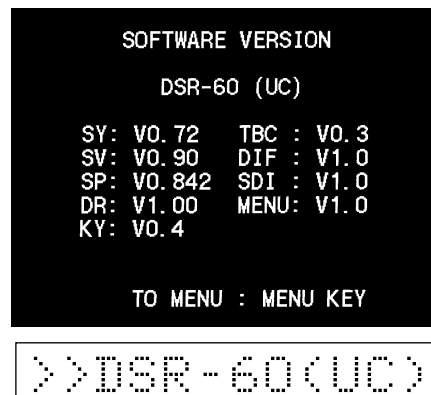 SOFTWARE VERSION
DSR-60 (UC)
SY: V0.72 TBC : V0.3
SV: V0.90 DIF : V1.0
SP: V0.842 SDI : V1.0
DR: V1.00 MENU: V1.0
KY: V0.4
TO MENU : MENU KEY
>>DSR-60(UC)